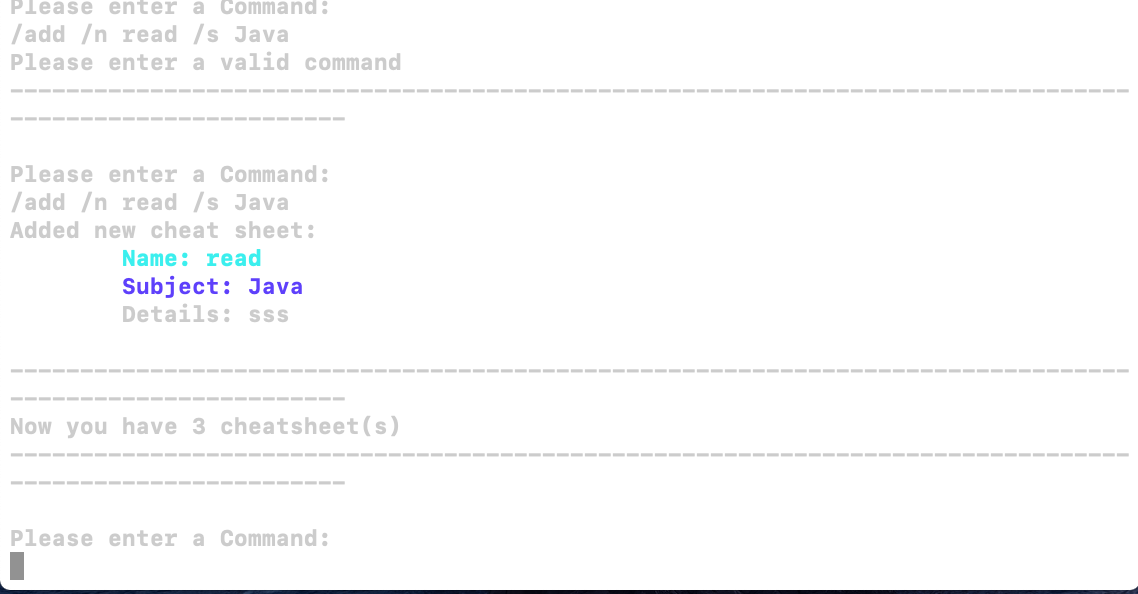 Please enter a Command:
/add /n read /s Java
Please enter a valid command
--------------------------------------------------------------------------------
------------------------
Please enter a Command:
/add /n read /s Java
Added new cheat sheet:
Name: read
Subject: Java
Details: sss
--------------------------------------------------------------------------------
------------------------
Now you have 3 cheatsheet(s)
--------------------------------------------------------------------------------
------------------------
Please enter a Command: